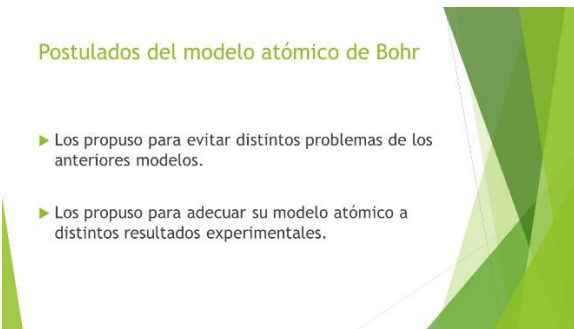 Postulados del modelo atómico de Bohr
Los propuso para evitar distintos problemas de los
anteriores modelos.
Los propuso para adecuar su modelo atómico a
distintos resultados experimentales.